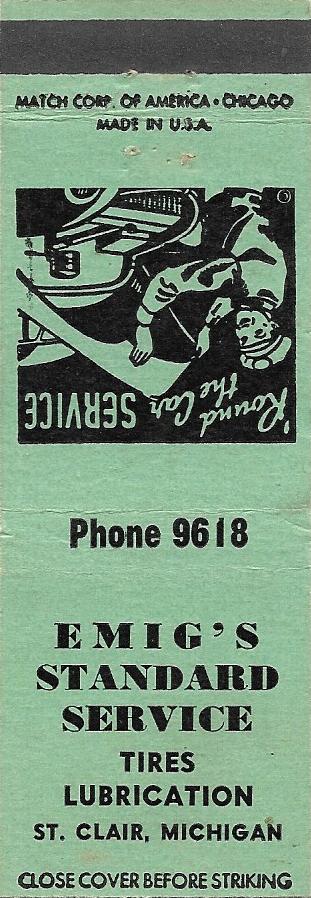 MATCH CORP. OF AMERICA • CHICAGO
MADE IN U.S.A.
'Round
the Car SERVICE
Phone 9618
EMIG'S
STANDARD
SERVICE
TIRES
LUBRICATION
ST. CLAIR, MICHIGAN
CLOSE COVER BEFORE STRIKING